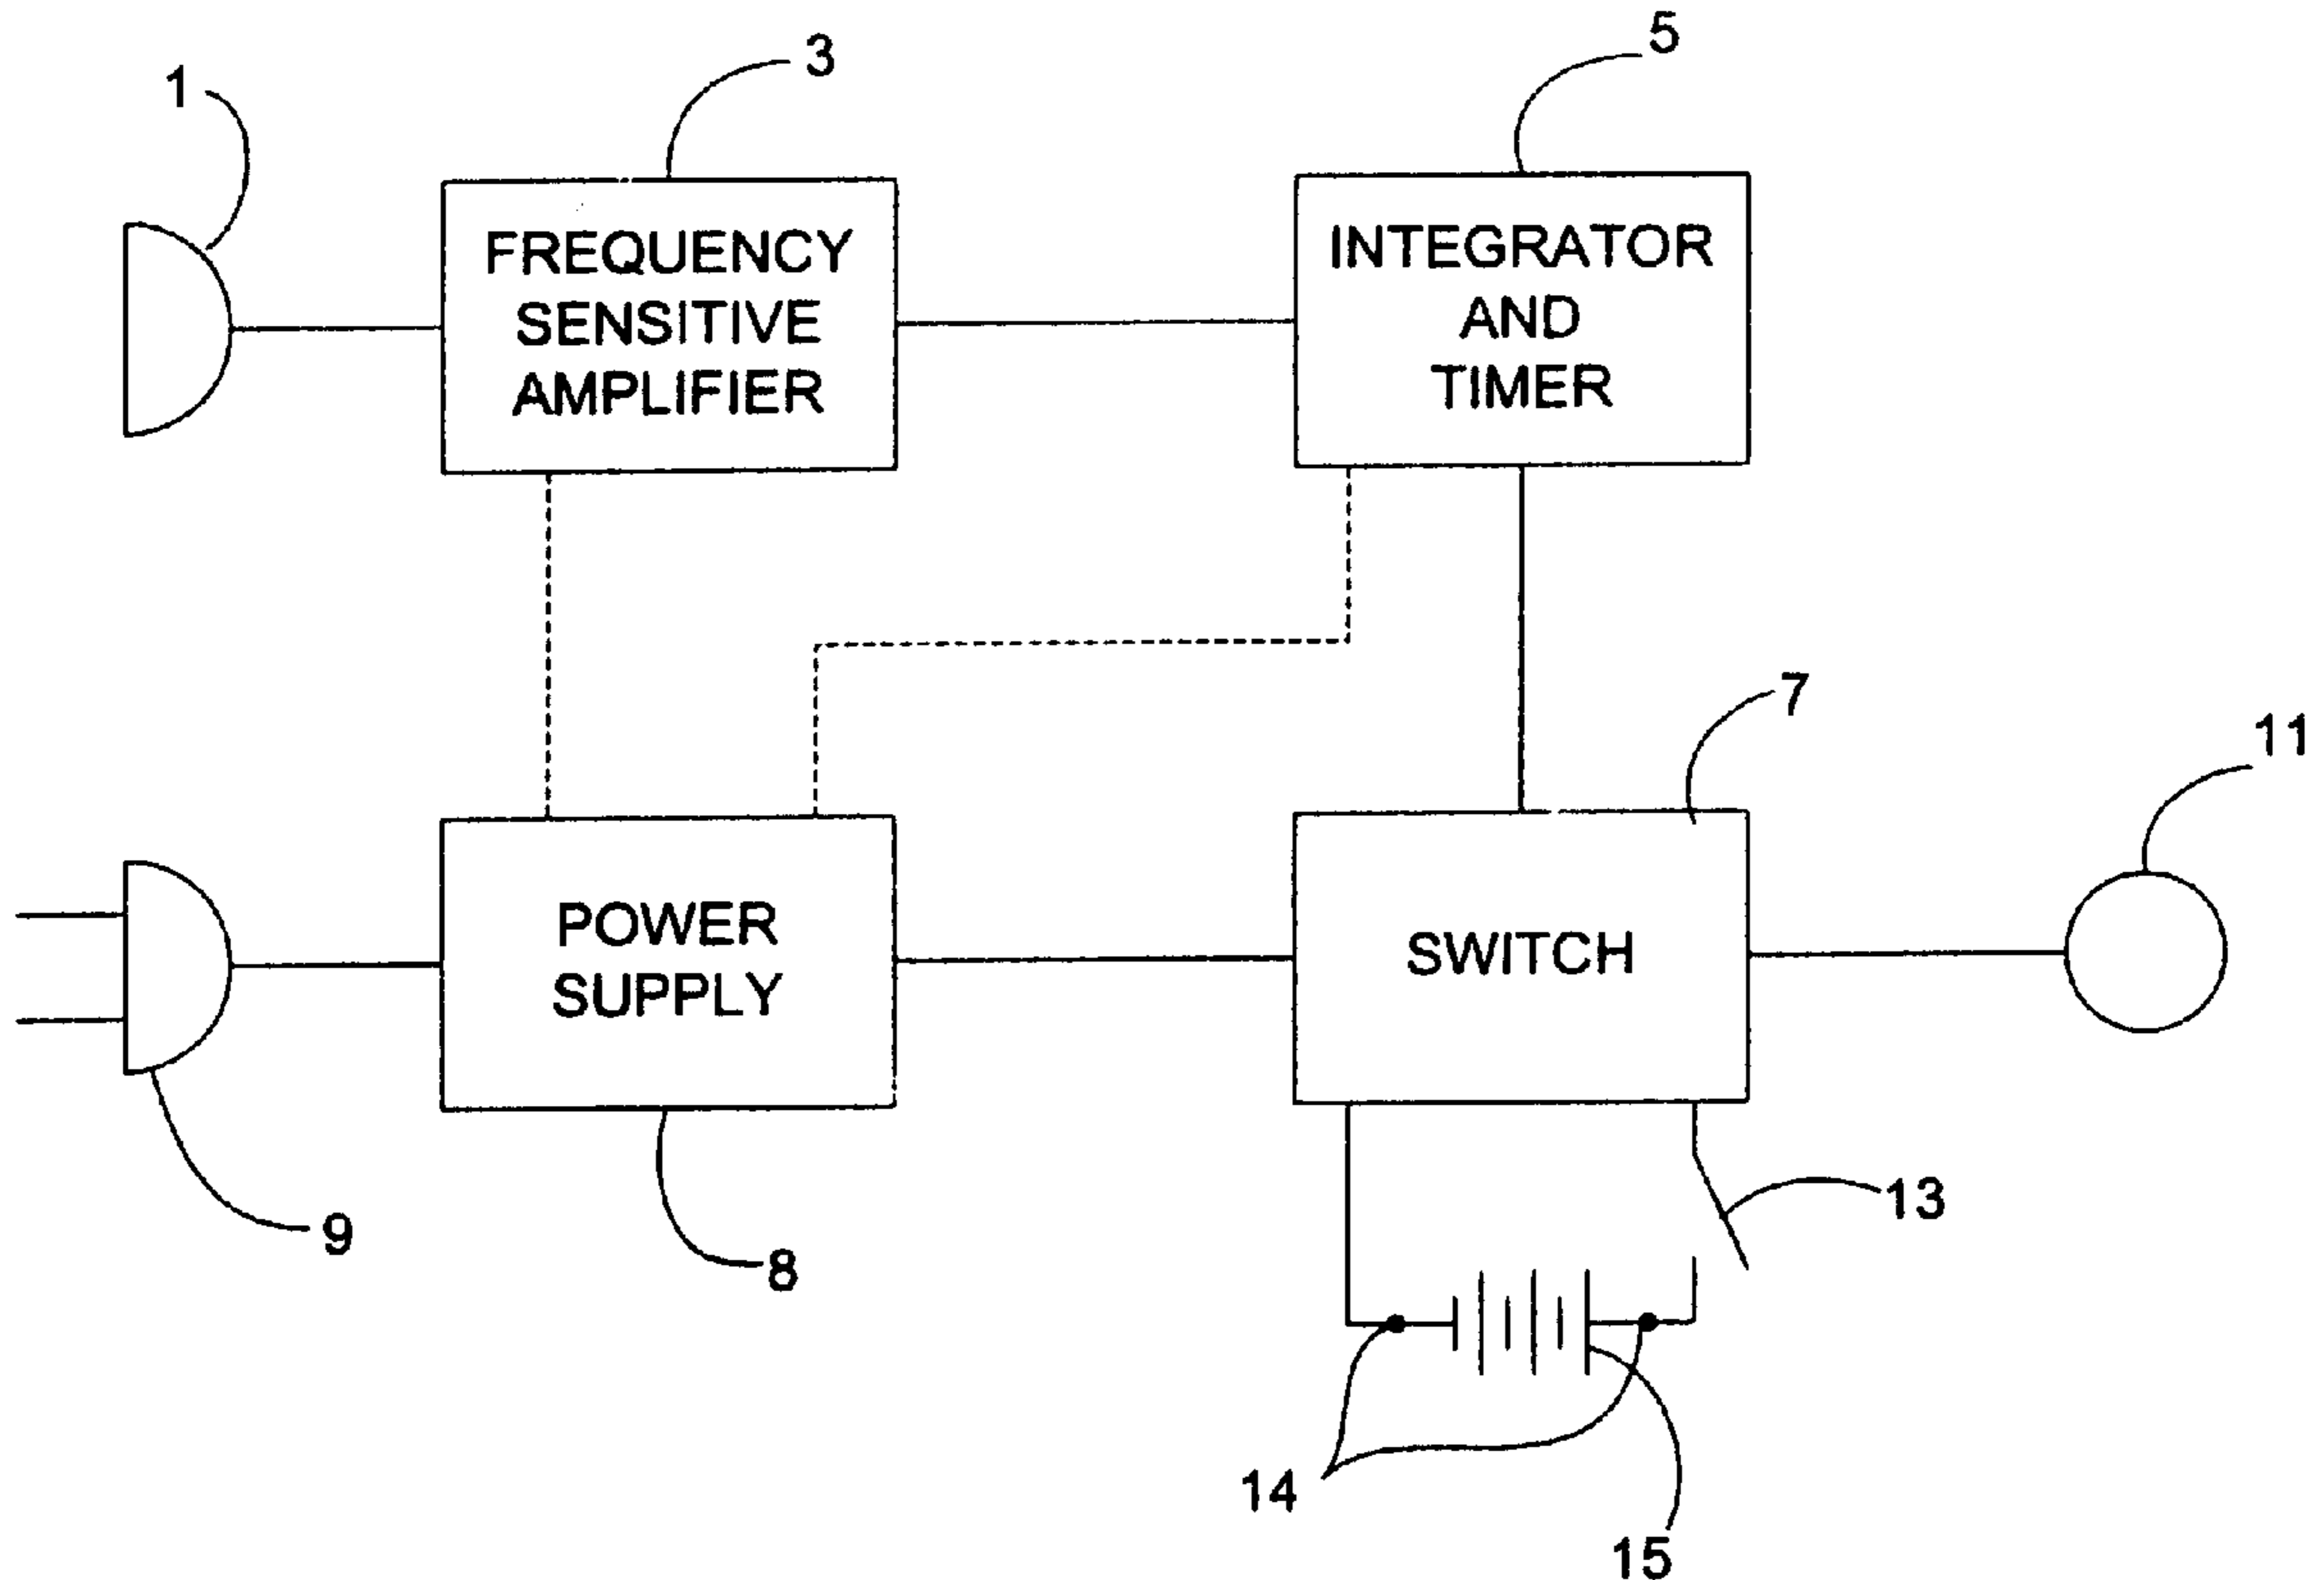 1
3
5
FREQUENCY
SENSITIVE
AMPLIFIER
INTEGRATOR
AND
TIMER
7
11
POWER
SUPPLY
SWITCH
9
8
13
14
15